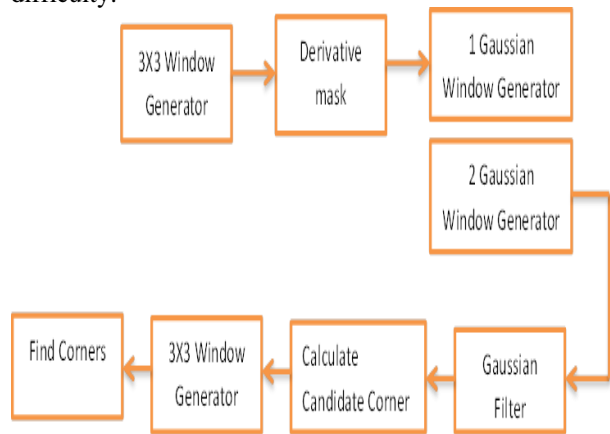 difficulty.
3X3 Window
Generator
Derivative
mask
1 Gaussian
Window Generator
2 Gaussian
Window Generator
Find Corners
3X3 Window
Generator
Calculate
Candidate Corner
Gaussian
Filter